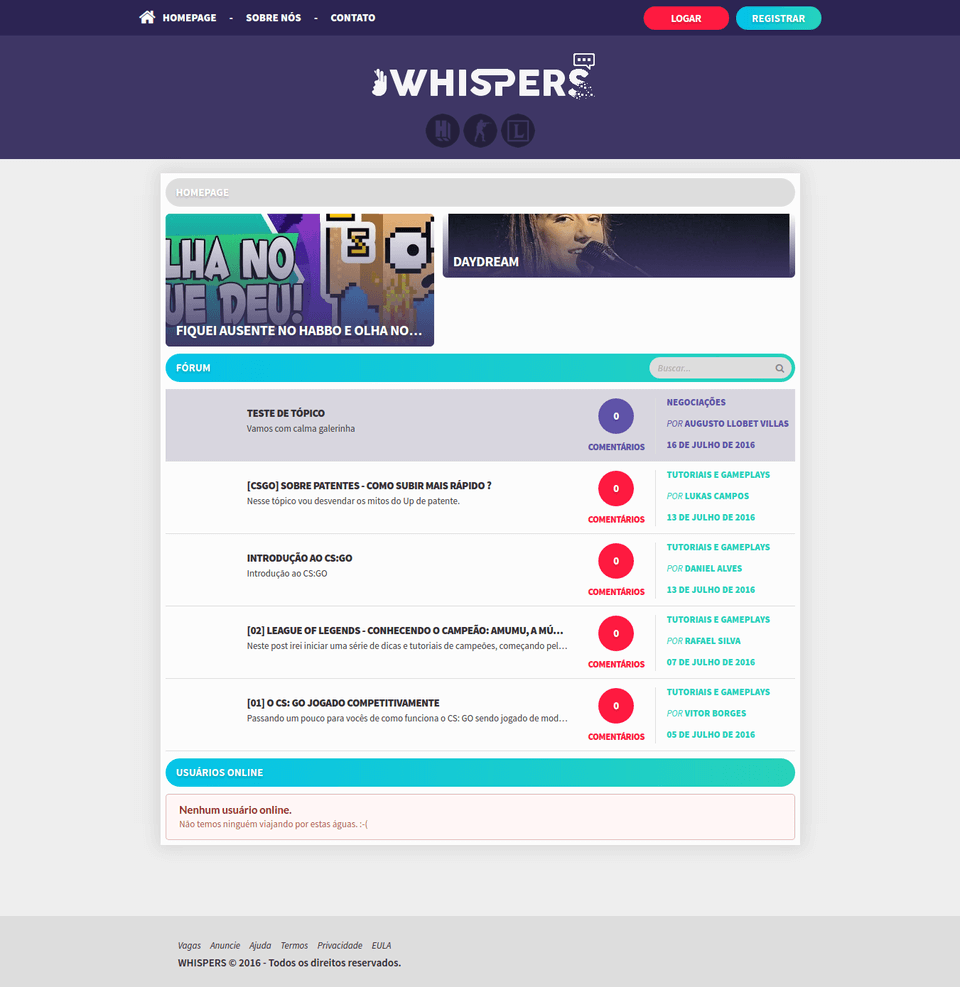 HOMEPAGE - SOBRE NÓS - CONTATO
LOGAR REGISTRAR
WHISPERS
HOMEPAGE
LHA NO
UE DEU!
FIQUEI AUSENTE NO HABBO E OLHA NO...
DAYDREAM
FÓRUM
Buscar...
TESTE DE TÓPICO
Vamos com calma galerinha
0
COMENTÁRIOS
NEGOCIAÇÕES
POR AUGUSTO LLOBET VILLAS
16 DE JULHO DE 2016
[CSGO] SOBRE PATENTES - COMO SUBIR MAIS RÁPIDO ?
Nesse tópico vou desvendar os mitos do Up de patente.
0
COMENTÁRIOS
TUTORIAIS E GAMEPLAYS
POR LUKAS CAMPOS
13 DE JULHO DE 2016
INTRODUÇÃO AO CS:GO
Introdução ao CS:GO
0
COMENTÁRIOS
TUTORIAIS E GAMEPLAYS
POR DANIEL ALVES
13 DE JULHO DE 2016
[02] LEAGUE OF LEGENDS - CONHECENDO O CAMPEÃO: AMUMU, A MÚ...
Neste post irei iniciar uma série de dicas e tutoriais de campeões, começando pel...
0
COMENTÁRIOS
TUTORIAIS E GAMEPLAYS
POR RAFAEL SILVA
07 DE JULHO DE 2016
[01] O CS: GO JOGADO COMPETITIVAMENTE
Passando um pouco para vocês de como funciona o CS: GO sendo jogado de mod...
0
COMENTÁRIOS
TUTORIAIS E GAMEPLAYS
POR VITOR BORGES
05 DE JULHO DE 2016
USUÁRIOS ONLINE
Nenhum usuário online.
Não temos ninguém viajando por estas águas. :-(
Vagas Anuncie Ajuda Termos Privacidade EULA
WHISPERS © 2016 - Todos os direitos reservados.